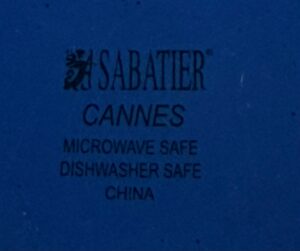 SABATIER®
CANNES
MICROWAVE SAFE
DISHWASHER SAFE
CHINA